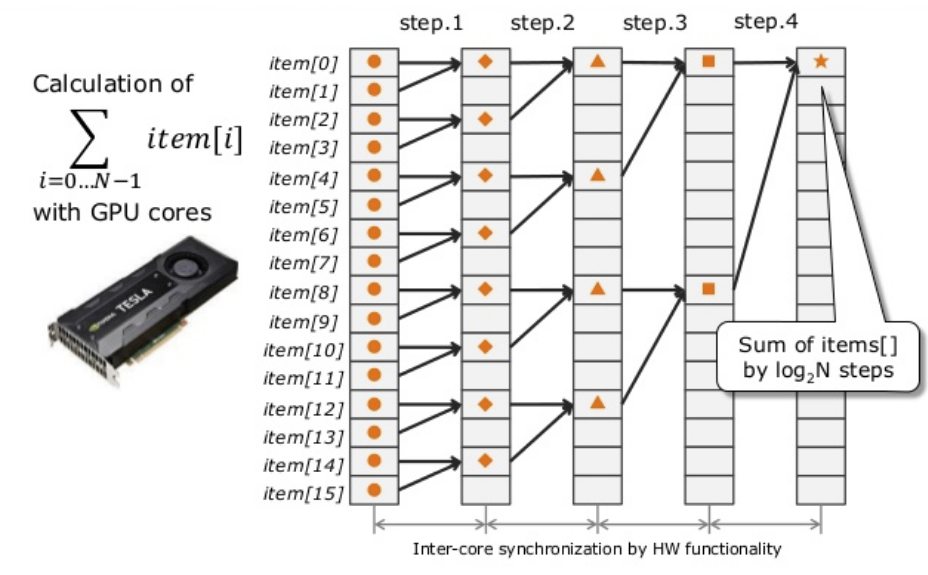 step.1 step.2 step.3 step.4
Calculation of
∑ item[i]
i=0...N−1
with GPU cores
TESLA
item[0]
item[1]
item[2]
item[3]
item[4]
item[5]
item[6]
item[7]
item[8]
item[9]
item[10]
item[11]
item[12]
item[13]
item[14]
item[15]
Sum of items[]
by log₂N steps
Inter-core synchronization by HW functionality